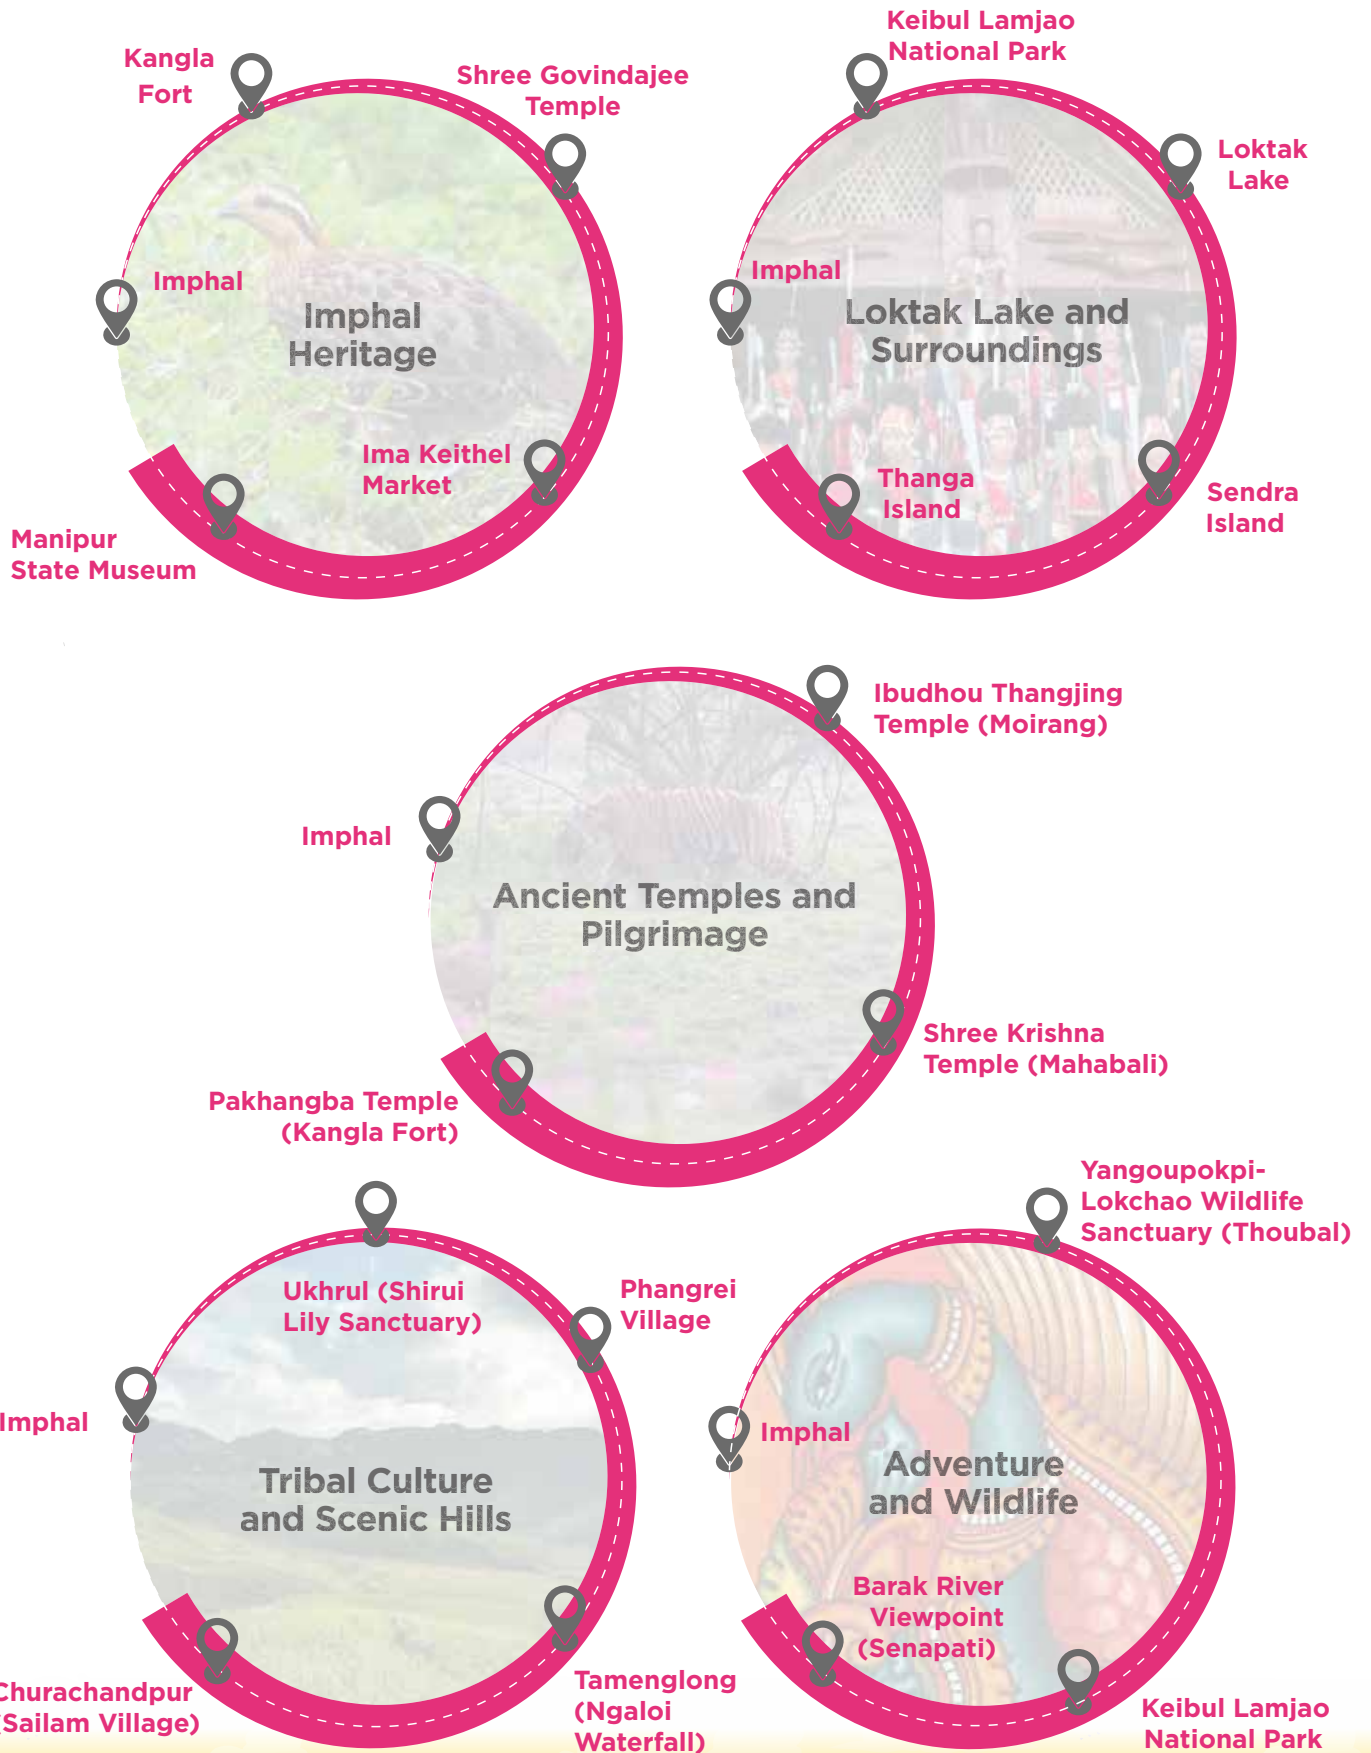 Kangla
Fort
Shree Govindajee
Temple
Imphal
Imphal
Heritage
Ima Keithel
Market
Manipur
State Museum
Keibul Lamjao
National Park
Loktak
Lake
Imphal
Loktak Lake and
Surroundings
Thanga
Island
Sendra
Island
Ibudhou Thangjing
Temple (Moirang)
Imphal
Ancient Temples and
Pilgrimage
Shree Krishna
Temple (Mahabali)
Pakhangba Temple
(Kangla Fort)
Ukhrul (Shirui
Lily Sanctuary)
Phangrei
Village
Imphal
Tribal Culture
and Scenic Hills
Churachandpur
(Sailam Village)
Tamenglong
(Ngaloi
Waterfall)
Yangoupokpi-
Lokchao Wildlife
Sanctuary (Thoubal)
Imphal
Adventure
and Wildlife
Barak River
Viewpoint
(Senapati)
Keibul Lamjao
National Park